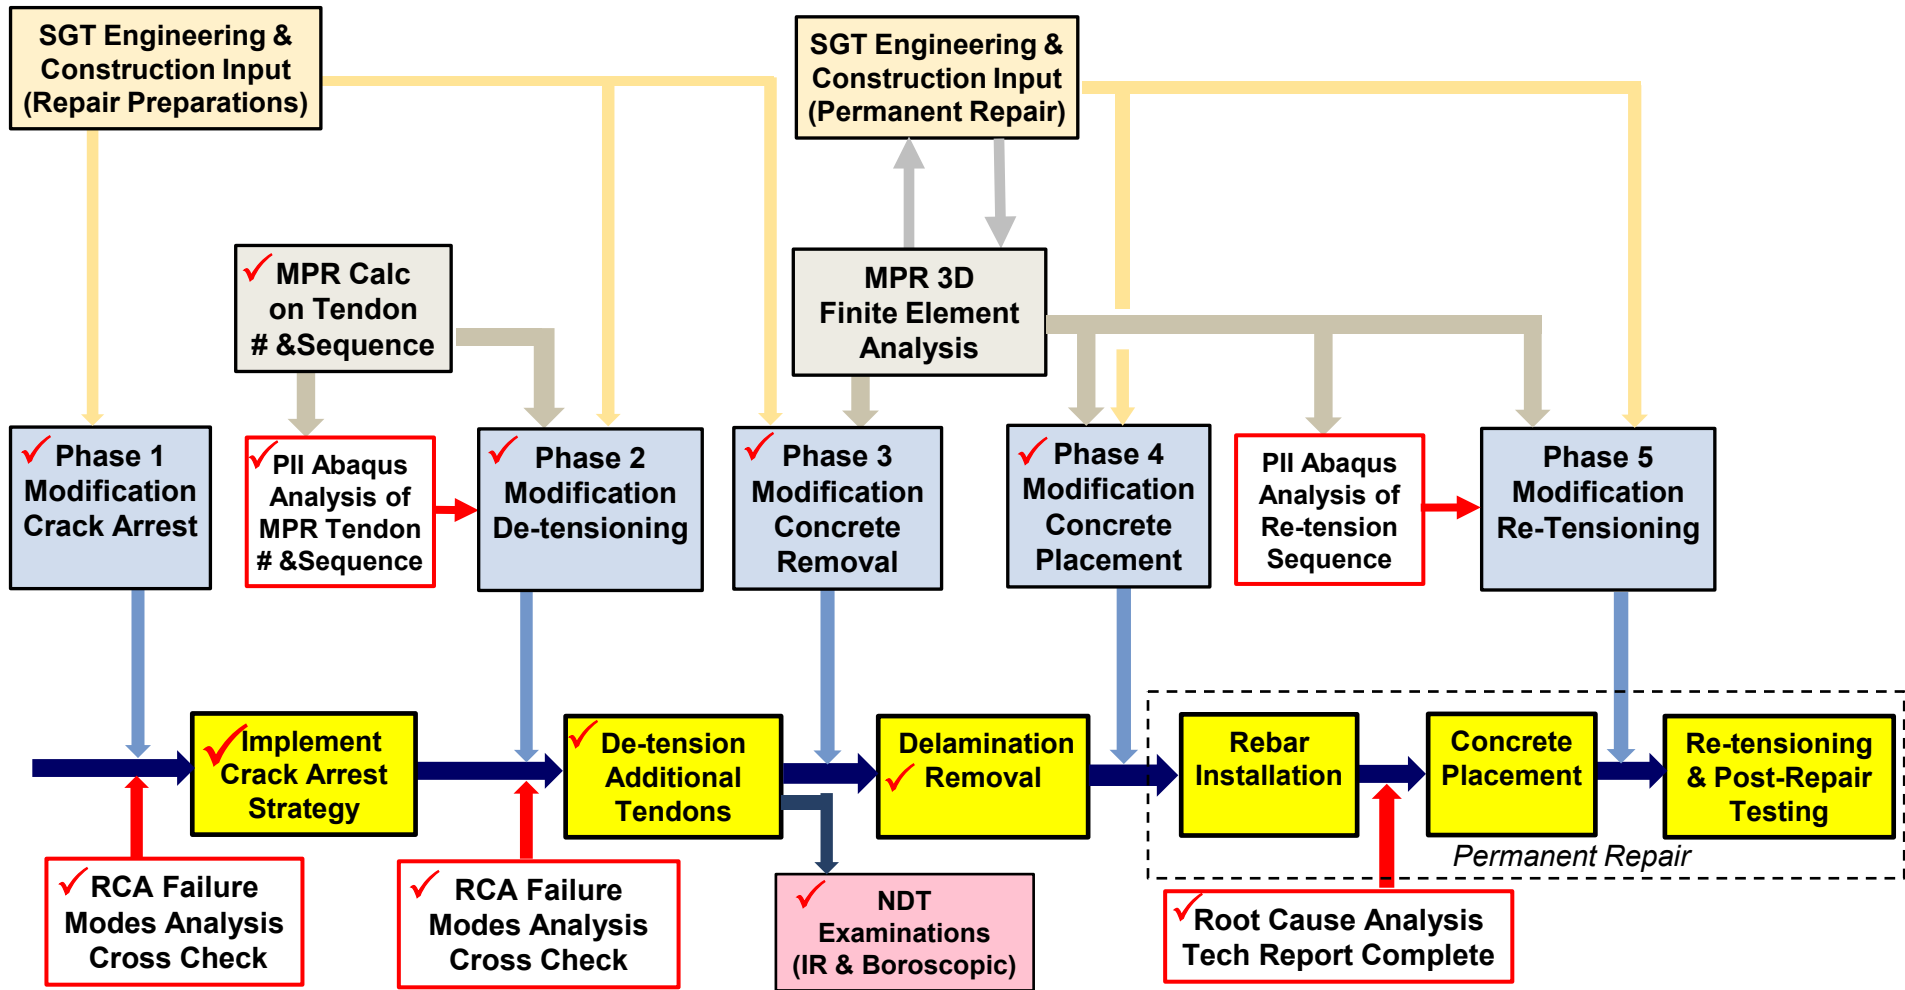 SGT Engineering &
Construction Input
(Repair Preparations)
SGT Engineering &
Construction Input
(Permanent Repair)
MPR Calc
on Tendon
# &Sequence
MPR 3D
Finite Element
Analysis
Phase 1
Modification
Crack Arrest
PII Abaqus
Analysis of
MPR Tendon
# &Sequence
Phase 2
Modification
De-tensioning
Phase 3
Modification
Concrete
Removal
Phase 4
Modification
Concrete
Placement
PII Abaqus
Analysis of
Re-tension
Sequence
Phase 5
Modification
Re-Tensioning
Implement
Crack Arrest
Strategy
De-tension
Additional
Tendons
Delamination
Removal
Rebar
Installation
Concrete
Placement
Re-tensioning
& Post-Repair
Testing
Permanent Repair
RCA Failure
Modes Analysis
Cross Check
RCA Failure
Modes Analysis
Cross Check
NDT
Examinations
(IR & Boroscopic)
Root Cause Analysis
Tech Report Complete